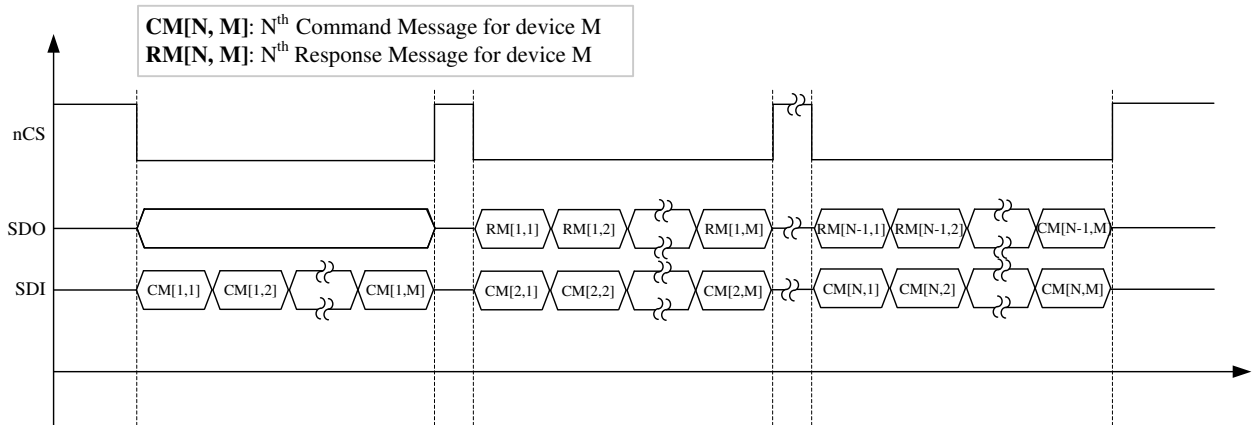 CM[N, M]: Nth Command Message for device M
RM[N, M]: Nth Response Message for device M
nCS
SDO
RM[1,1] RM[1,2] RM[1,M] RM[N-1,1] RM[N-1,2] CM[N-1,M]
SDI
CM[1,1] CM[1,2] CM[1,M] CM[2,1] CM[2,2] CM[2,M] CM[N,1] CM[N,2] CM[N,M]